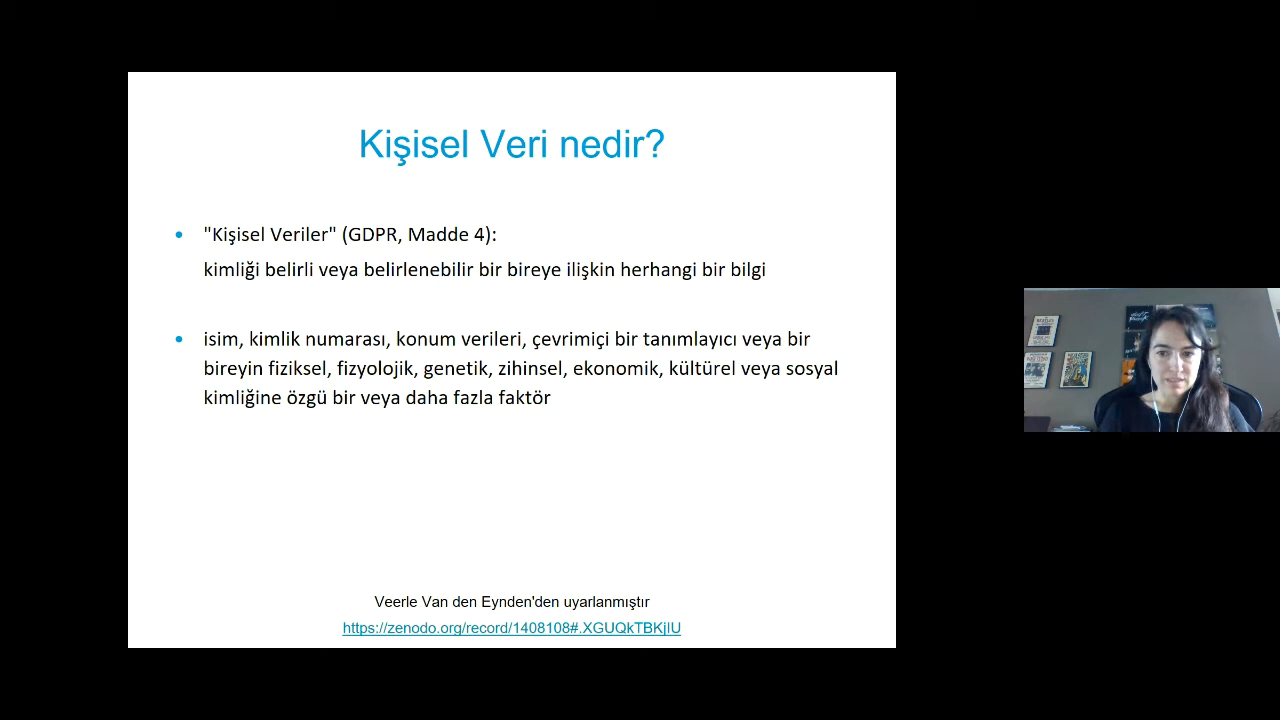 Kişisel Veri nedir?
"Kişisel Veriler" (GDPR, Madde 4):
kimliği belirli veya belirlenebilir bir bireye ilişkin herhangi bir bilgi
isim, kimlik numarası, konum verileri, çevrimiçi bir tanımlayıcı veya bir
bireyin fiziksel, fizyolojik, genetik, zihinsel, ekonomik, kültürel veya sosyal
kimliğine özgü bir veya daha fazla faktör
Veerle Van den Eynden'den uyarlanmıştır
https://zenodo.org/record/1408108#.XGUQkTBKjIU